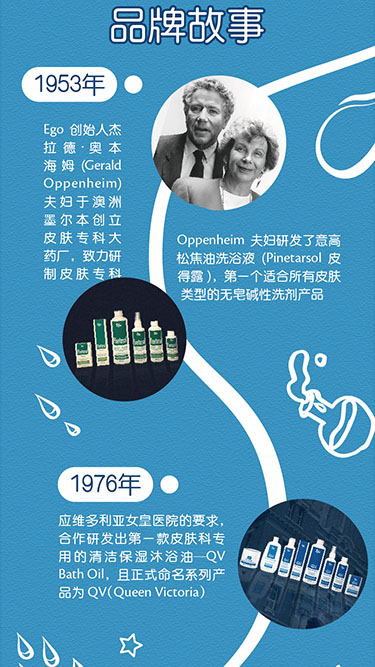 品牌故事
1953年
Ego 创始人杰
拉德·奥本
海姆 (Gerald
Oppenheim)
夫妇于澳洲
墨尔本创立
皮肤专科大
药厂，致力研
制皮肤专科
Oppenheim 夫妇研发了意高
松焦油洗浴液 (Pinetarsol 皮
得露)，第一个适合所有皮肤
类型的无皂碱性洗剂产品
1976年
应维多利亚女皇医院的要求，
合作研发出第一款皮肤科专
用的清洁保湿沐浴油—QV
Bath Oil，且正式命名系列产
品为 QV(Queen Victoria)